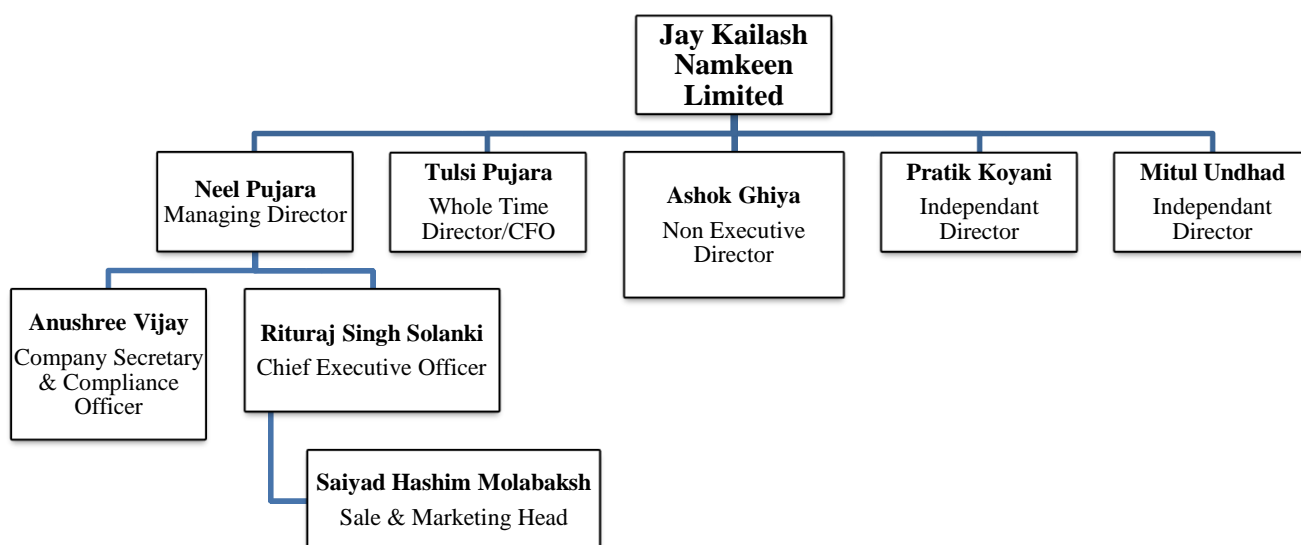 Jay Kailash
Namkeen
Limited
Neel Pujara
Managing Director
Tulsi Pujara
Whole Time
Director/CFO
Ashok Ghiya
Non Executive
Director
Pratik Koyani
Independant
Director
Mitul Undhad
Independant
Director
Anushree Vijay
Company Secretary
& Compliance
Officer
Rituraj Singh Solanki
Chief Executive Officer
Saiyad Hashim Molabaksh
Sale & Marketing Head